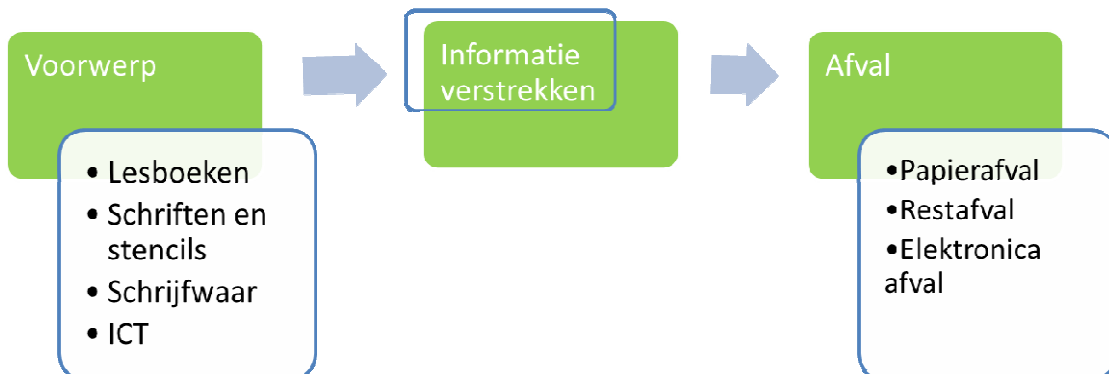 Voorwerp
• Lesboeken
• Schriften en
stencils
• Schrijfwaar
• ICT
Informatie
verstrekken
Afval
•Papierafval
•Restafval
•Elektronica
afval